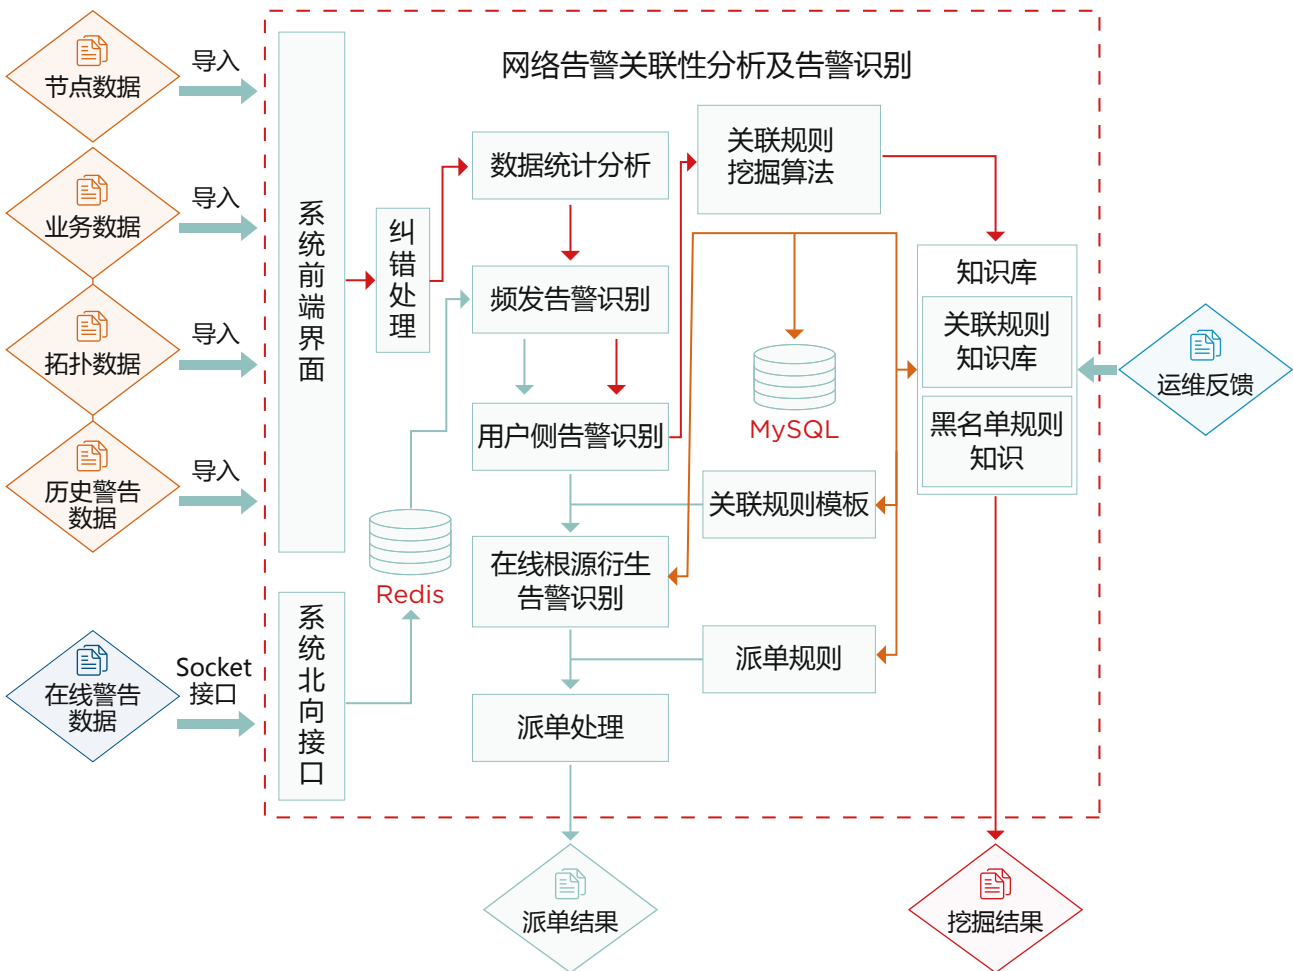 网络告警关联性分析及告警识别
节点数据
导入
业务数据
导入
拓扑数据
导入
历史警告
数据
导入
在线警告
数据
Socket
接口
系统前端界面
系统北向接口
纠错处理
Redis
数据统计分析
频发告警识别
用户侧告警识别
在线根源衍生
告警识别
派单处理
派单结果
关联规则
挖掘算法
MySQL
关联规则模板
派单规则
知识库
关联规则
知识库
黑名单规则
知识
运维反馈
挖掘结果